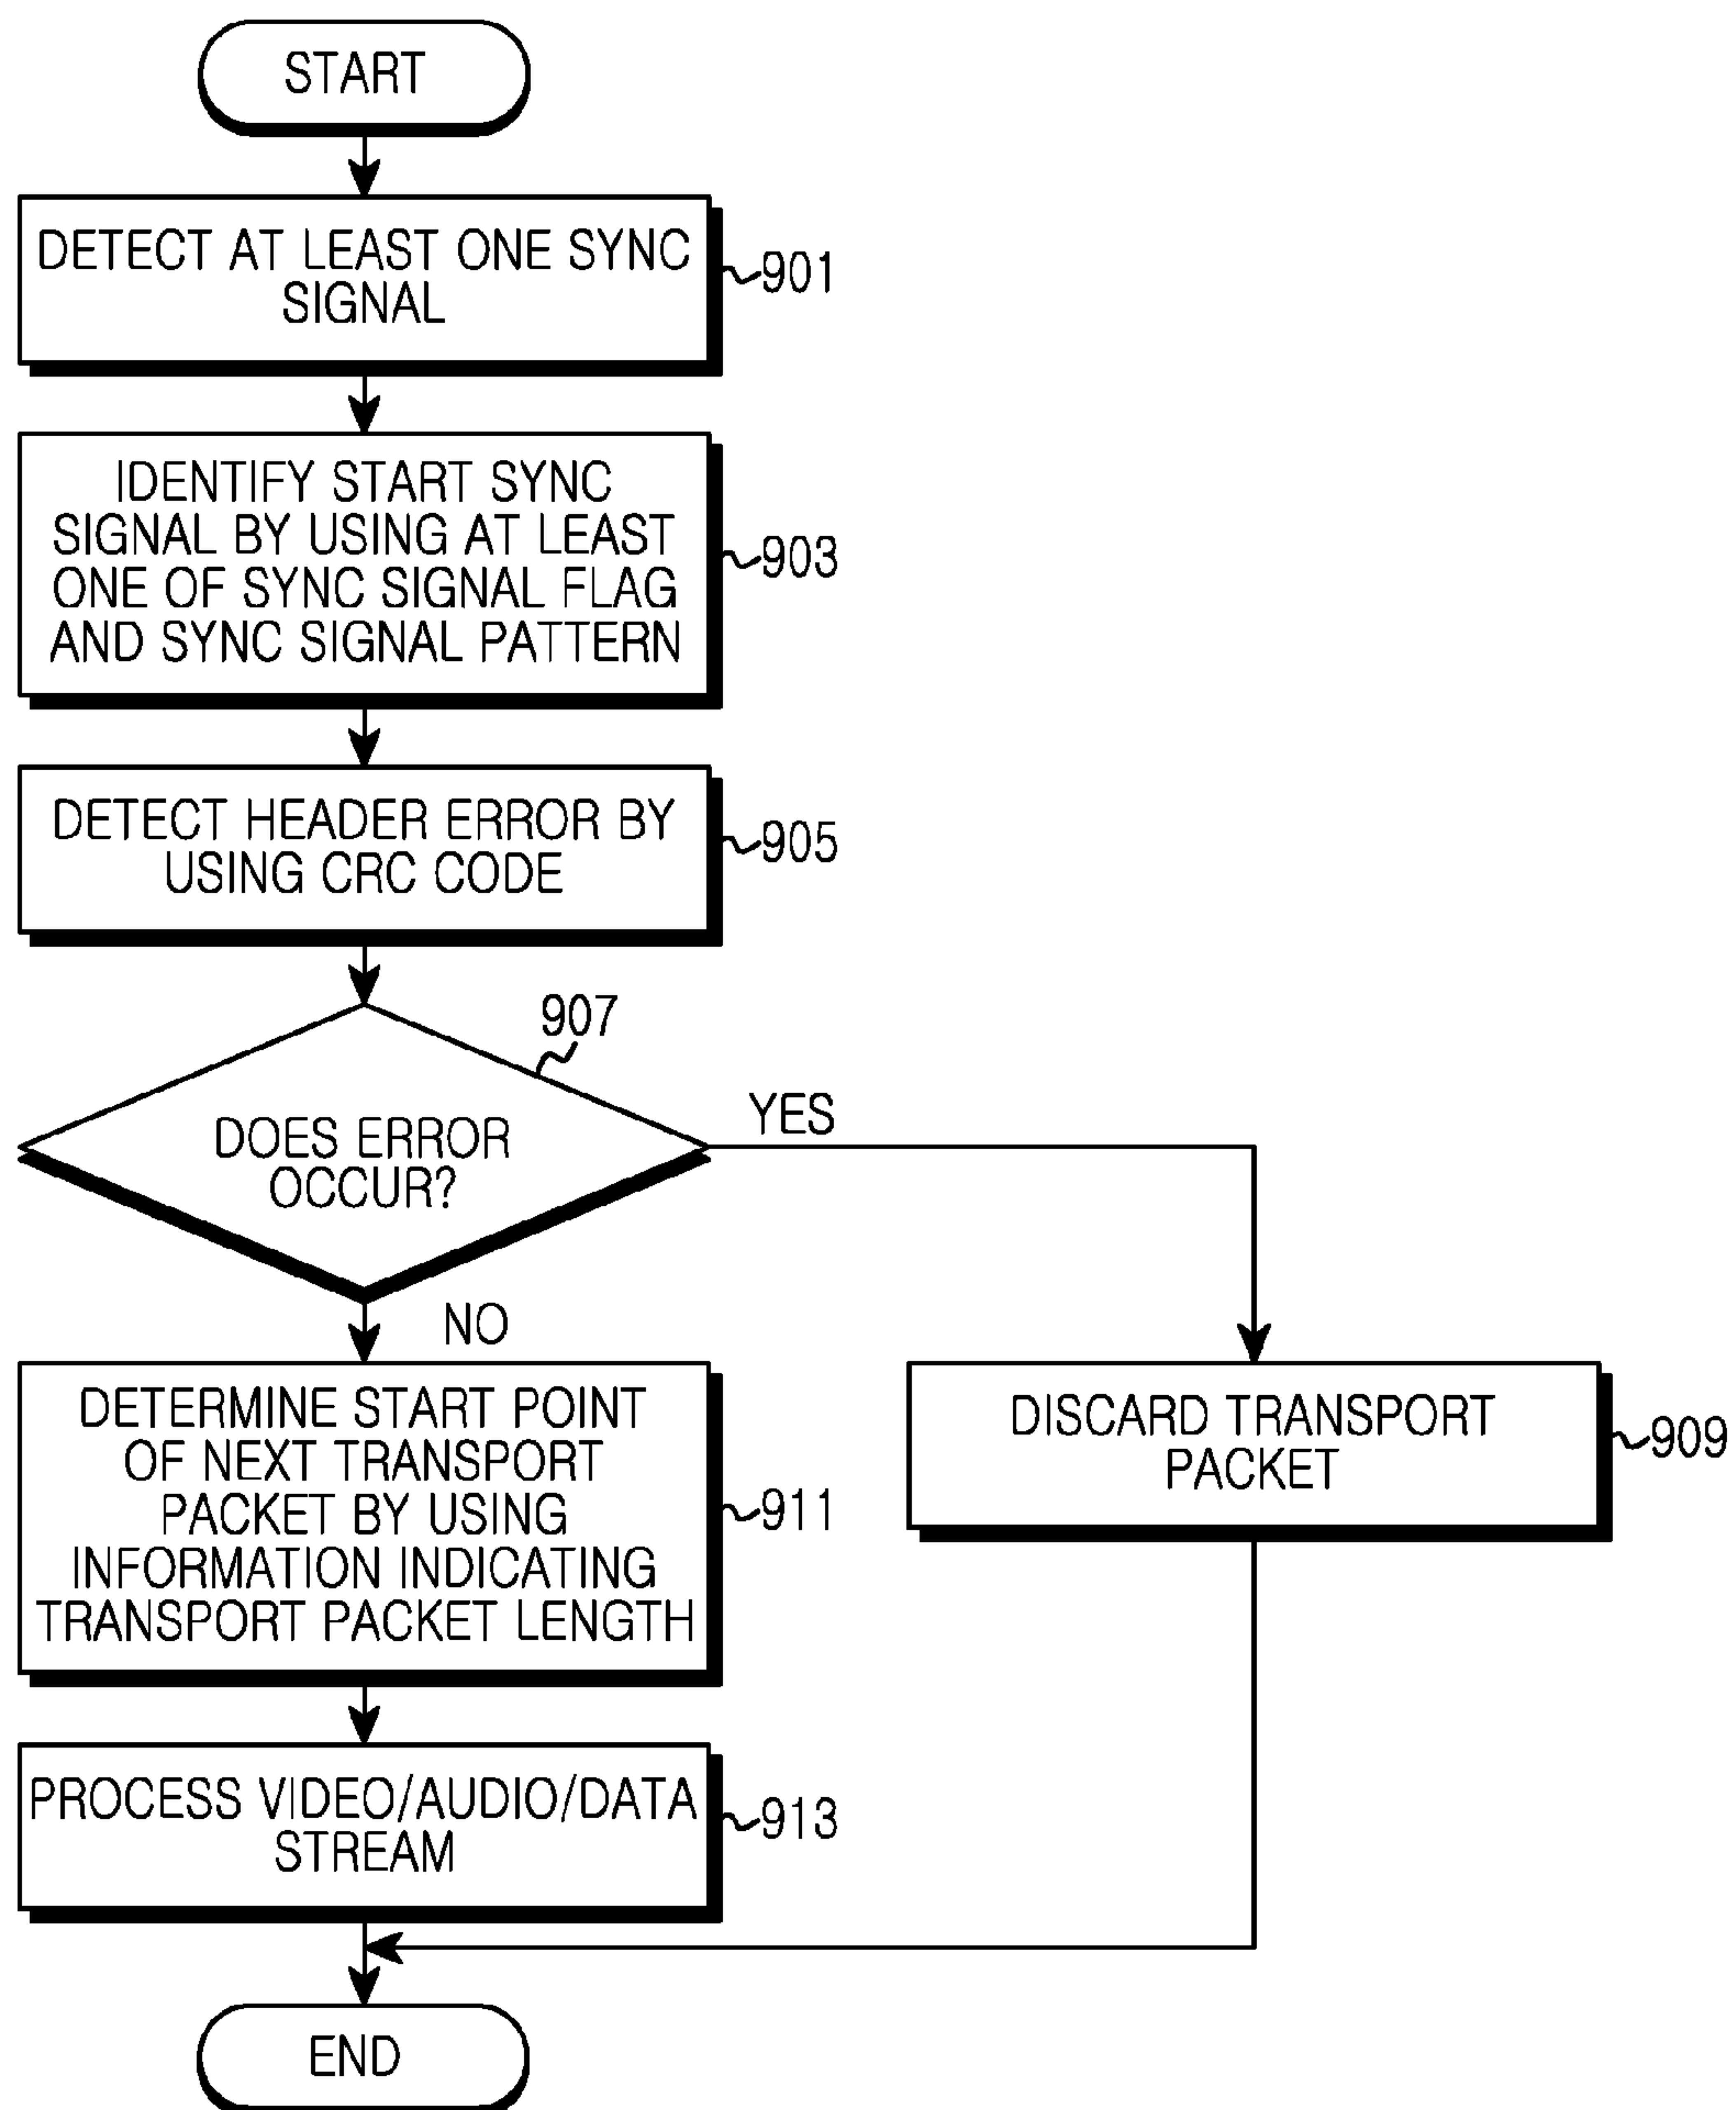 START
DETECT AT LEAST ONE SYNC
SIGNAL
901
IDENTIFY START SYNC
SIGNAL BY USING AT LEAST
ONE OF SYNC SIGNAL FLAG
AND SYNC SIGNAL PATTERN
903
DETECT HEADER ERROR BY
USING CRC CODE
905
907
DOES ERROR
OCCUR?
YES
NO
DETERMINE START POINT
OF NEXT TRANSPORT
PACKET BY USING
INFORMATION INDICATING
TRANSPORT PACKET LENGTH
911
DISCARD TRANSPORT
PACKET
909
PROCESS VIDEO/AUDIO/DATA
STREAM
913
END